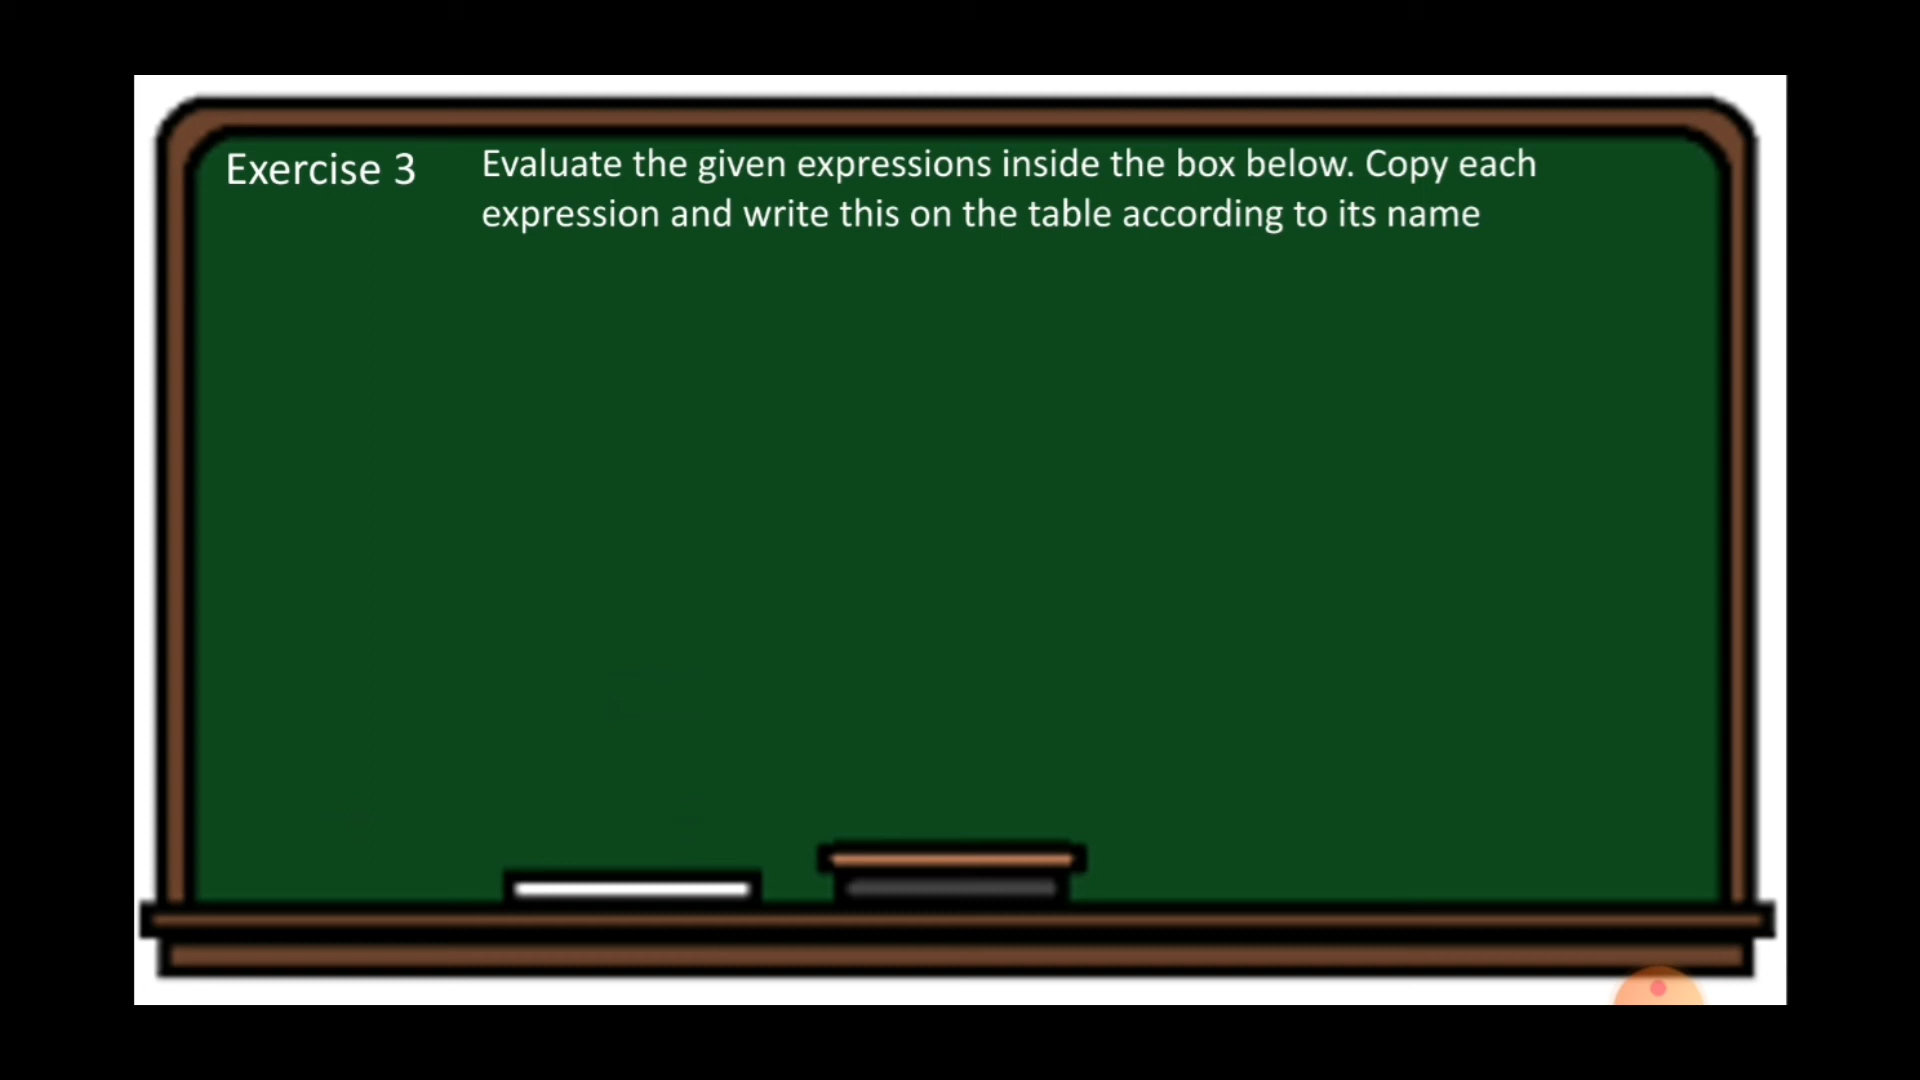 Exercise 3
Evaluate the given expressions inside the box below. Copy each
expression and write this on the table according to its name